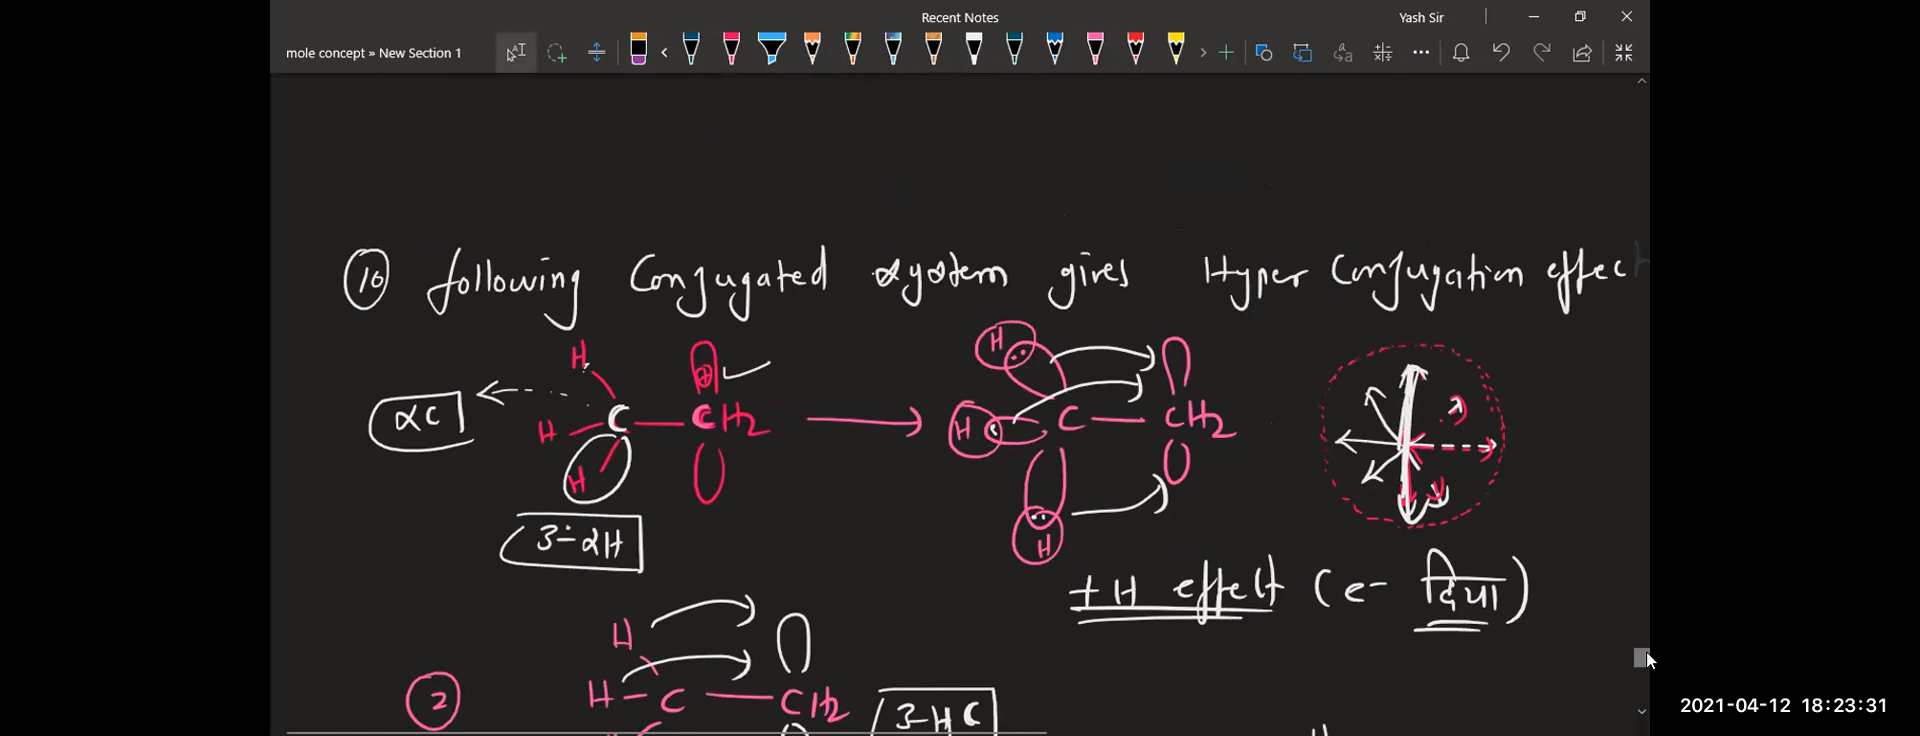 Recent Notes
Yash Sir
mole concept » New Section 1
10 following Conjugated system gives Hyper Conjugation effect
H
αC
H C CH2
H
3-αH
H
H C CH2
H
+H effect (e- दिया)
H
2
H - C CH2
3-HC
H
2021-04-12 18:23:31